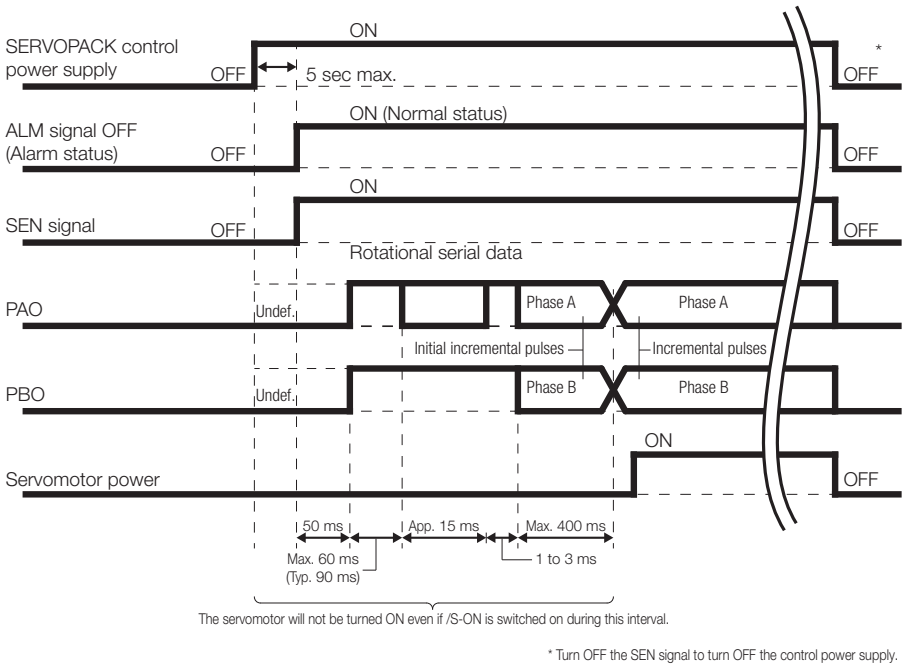 ON
SERVOPACK control
power supply
OFF
5 sec max.
*
OFF
ON (Normal status)
ALM signal OFF
(Alarm status)
OFF
OFF
ON
SEN signal
OFF
OFF
Rotational serial data
PAO
Undef.
Phase A
Phase A
Initial incremental pulses
Incremental pulses
PBO
Undef.
Phase B
Phase B
ON
Servomotor power
OFF
50 ms
App. 15 ms
Max. 400 ms
Max. 60 ms
(Typ. 90 ms)
1 to 3 ms
The servomotor will not be turned ON even if /S-ON is switched on during this interval.
* Turn OFF the SEN signal to turn OFF the control power supply.